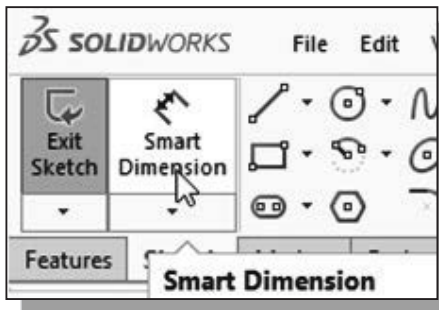 SOLIDWORKS File Edit
Exit Sketch
Smart Dimension
Features
Smart Dimension